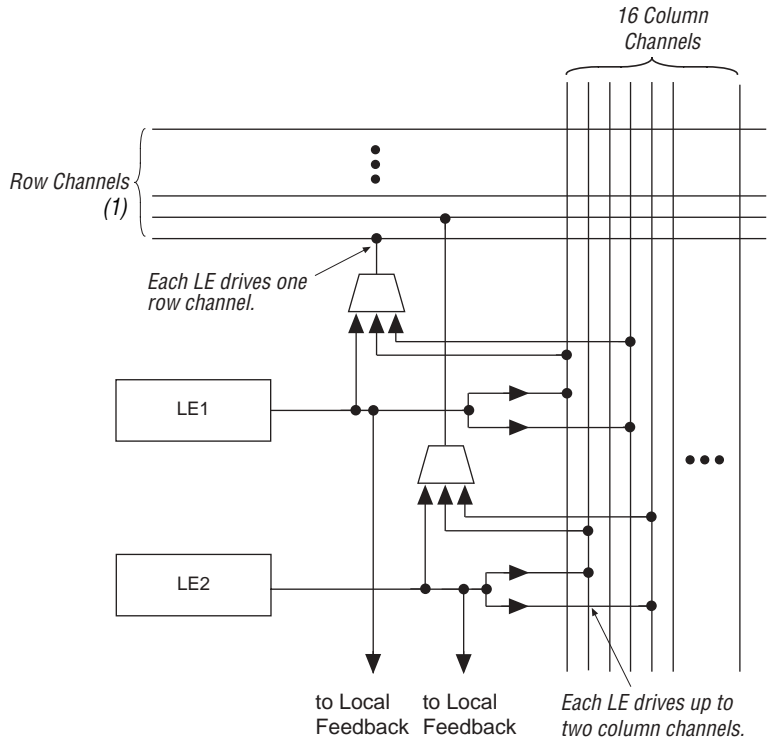 16 Column
Channels
Row Channels
(1)
Each LE drives one
row channel.
LE1
LE2
to Local
Feedback
to Local
Feedback
Each LE drives up to
two column channels.